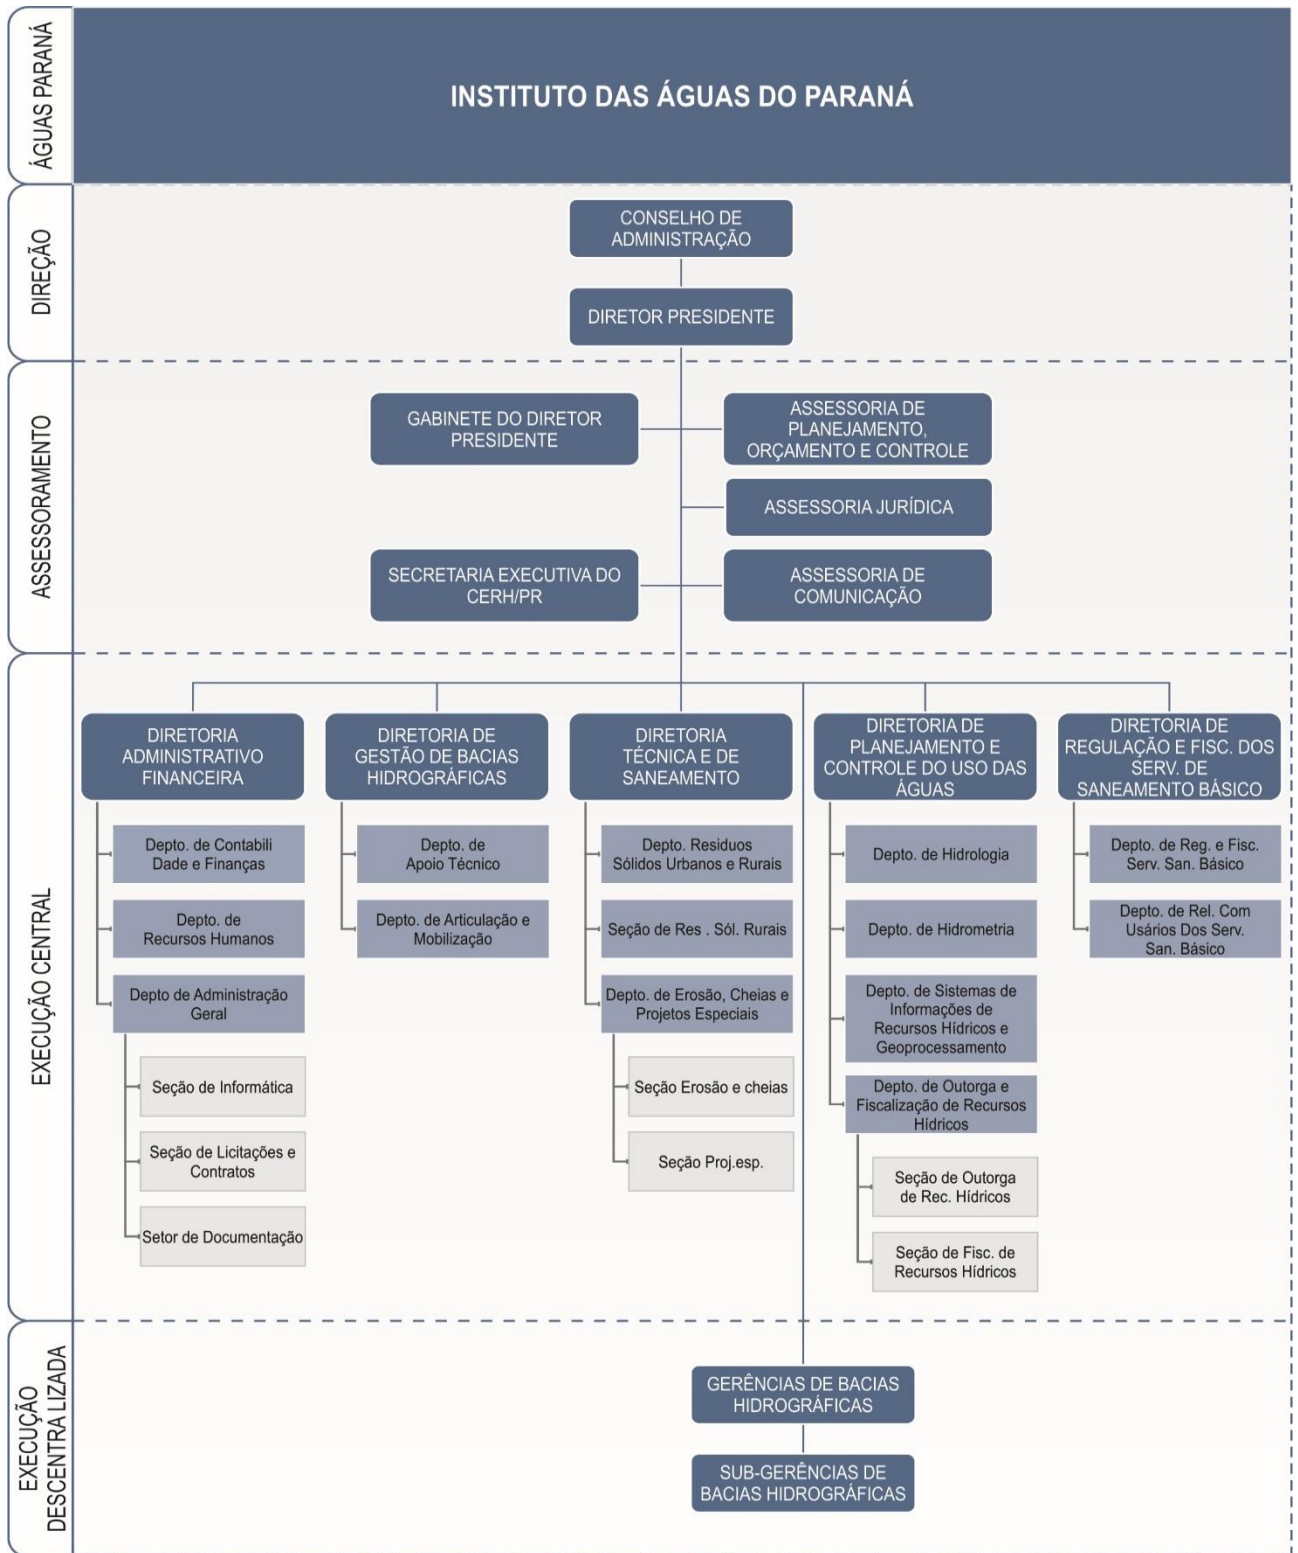 ÁGUAS PARANÁ
INSTITUTO DAS ÁGUAS DO PARANÁ
DIREÇÃO
CONSELHO DE
ADMINISTRAÇÃO
DIRETOR PRESIDENTE
ASSESSORAMENTO
GABINETE DO DIRETOR
PRESIDENTE
ASSESSORIA DE
PLANEJAMENTO,
ORÇAMENTO E CONTROLE
ASSESSORIA JURÍDICA
SECRETARIA EXECUTIVA DO
CERH/PR
ASSESSORIA DE
COMUNICAÇÃO
EXECUÇÃO CENTRAL
DIRETORIA
ADMINISTRATIVO
FINANCEIRA
Depto. de Contabili
Dade e Finanças
Depto. de
Recursos Humanos
Depto de Administração
Geral
Seção de Informática
Seção de Licitações e
Contratos
Setor de Documentação
DIRETORIA DE
GESTÃO DE BACIAS
HIDROGRÁFICAS
Depto. de
Apoio Técnico
Depto. de Articulação e
Mobilização
DIRETORIA
TÉCNICA E DE
SANEAMENTO
Depto. Residuos
Sólidos Urbanos e Rurais
Seção de Res . Sól. Rurais
Depto. de Erosão, Cheias e
Projetos Especiais
Seção Erosão e cheias
Seção Proj.esp.
DIRETORIA DE
PLANEJAMENTO E
CONTROLE DO USO DAS
ÁGUAS
Depto. de Hidrologia
Depto. de Hidrometria
Depto. de Sistemas de
Informações de
Recursos Hídricos e
Geoprocessamento
Depto. de Outorga e
Fiscalização de Recursos
Hídricos
Seção de Outorga
de Rec. Hídricos
Seção de Fisc. de
Recursos Hídricos
DIRETORIA DE
REGULAÇÃO E FISC. DOS
SERV. DE
SANEAMENTO BÁSICO
Depto. de Reg. e Fisc.
Serv. San. Básico
Depto. de Rel. Com
Usários Dos Serv.
San. Básico
EXECUÇÃO
DESCENTRA LIZADA
GERÊNCIAS DE BACIAS
HIDROGRÁFICAS
SUB-GERÊNCIAS DE
BACIAS HIDROGRÁFICAS